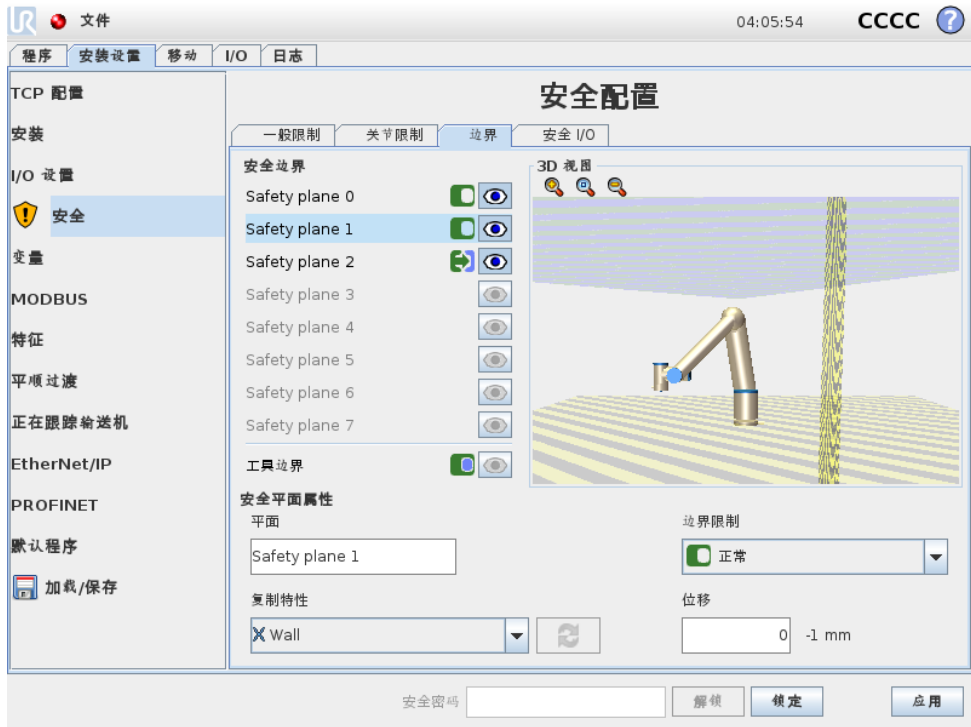 UR 文件 04:05:54 CCCC ?
程序 安装设置 移动 I/O 日志
TCP 配置
安装
I/O 设置
安全
变量
MODBUS
特征
平顺过渡
正在跟踪输送机
EtherNet/IP
PROFINET
默认程序
加载/保存
安全配置
一般限制 关节限制 边界 安全 I/O
安全边界
Safety plane 0
Safety plane 1
Safety plane 2
Safety plane 3
Safety plane 4
Safety plane 5
Safety plane 6
Safety plane 7
工具边界
3D 视图
安全平面属性
平面
Safety plane 1
复制特性
Wall
边界限制
正常
位移
0 -1 mm
安全密码 解锁 锁定 应用